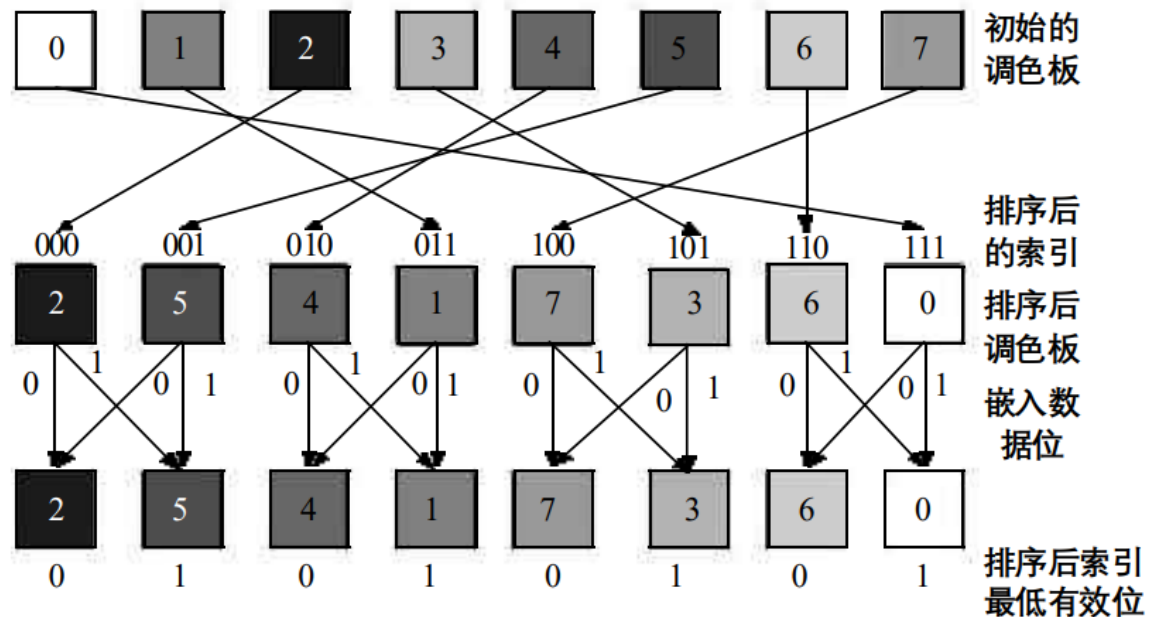 0 1 2 3 4 5 6 7
初始的
调色板
000 001 010 011 100 101 110 111
排序后
的索引
2 5 4 1 7 3 6 0
排序后
调色板
0 1 0 1 0 1 0 1 0 1 0 1 0 1 0 1
嵌入数
据位
2 5 4 1 7 3 6 0
0 1 0 1 0 1 0 1
排序后索引
最低有效位